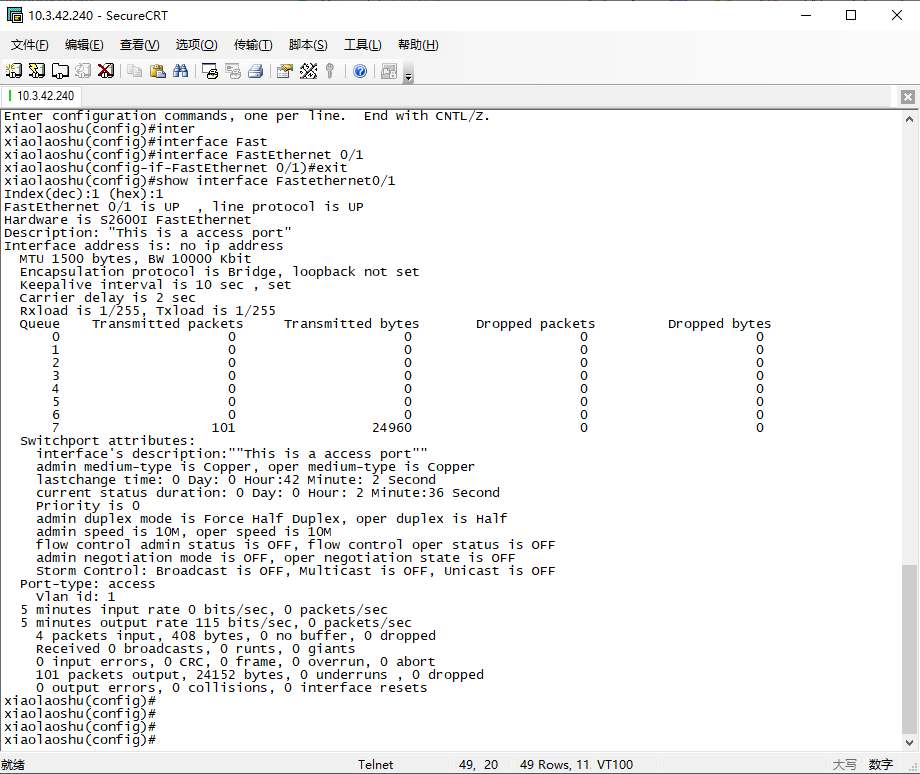 10.3.42.240 - SecureCRT
文件(F) 编辑(E) 查看(V) 选项(O) 传输(T) 脚本(S) 工具(L) 帮助(H)
10.3.42.240
Enter configuration commands, one per line.  End with CNTL/Z.
xiaolaoshu(config)#inter
xiaolaoshu(config)#interface Fast
xiaolaoshu(config)#interface FastEthernet 0/1
xiaolaoshu(config-if-FastEthernet 0/1)#exit
xiaolaoshu(config)#show interface Fastethernet0/1
Index(dec):1 (hex):1
FastEthernet 0/1 is UP  , line protocol is UP
Hardware is S2600I FastEthernet
Description: "This is a access port"
Interface address is: no ip address
  MTU 1500 bytes, BW 10000 Kbit
  Encapsulation protocol is Bridge, loopback not set
  Keepalive interval is 10 sec , set
  Carrier delay is 2 sec
  Rxload is 1/255, Txload is 1/255
  Queue    Transmitted packets     Transmitted bytes       Dropped packets         Dropped bytes
      0                     0                     0                     0                     0
      1                     0                     0                     0                     0
      2                     0                     0                     0                     0
      3                     0                     0                     0                     0
      4                     0                     0                     0                     0
      5                     0                     0                     0                     0
      6                     0                     0                     0                     0
      7                   101                 24960                     0                     0
  Switchport attributes:
    interface's description:""This is a access port""
    admin medium-type is Copper, oper medium-type is Copper
    lastchange time: 0 Day: 0 Hour:42 Minute: 2 Second
    current status duration: 0 Day: 0 Hour: 2 Minute:36 Second
    Priority is 0
    admin duplex mode is Force Half Duplex, oper duplex is Half
    admin speed is 10M, oper speed is 10M
    flow control admin status is OFF, flow control oper status is OFF
    admin negotiation mode is OFF, oper negotiation state is OFF
    Storm Control: Broadcast is OFF, Multicast is OFF, Unicast is OFF
  Port-type: access
    Vlan id: 1
  5 minutes input rate 0 bits/sec, 0 packets/sec
  5 minutes output rate 115 bits/sec, 0 packets/sec
    4 packets input, 408 bytes, 0 no buffer, 0 dropped
    Received 0 broadcasts, 0 runts, 0 giants
    0 input errors, 0 CRC, 0 frame, 0 overrun, 0 abort
    101 packets output, 24152 bytes, 0 underruns , 0 dropped
    0 output errors, 0 collisions, 0 interface resets
xiaolaoshu(config)#
xiaolaoshu(config)#
xiaolaoshu(config)#
xiaolaoshu(config)#
就绪 Telnet 49, 20 49 Rows, 11 VT100 大写 数字